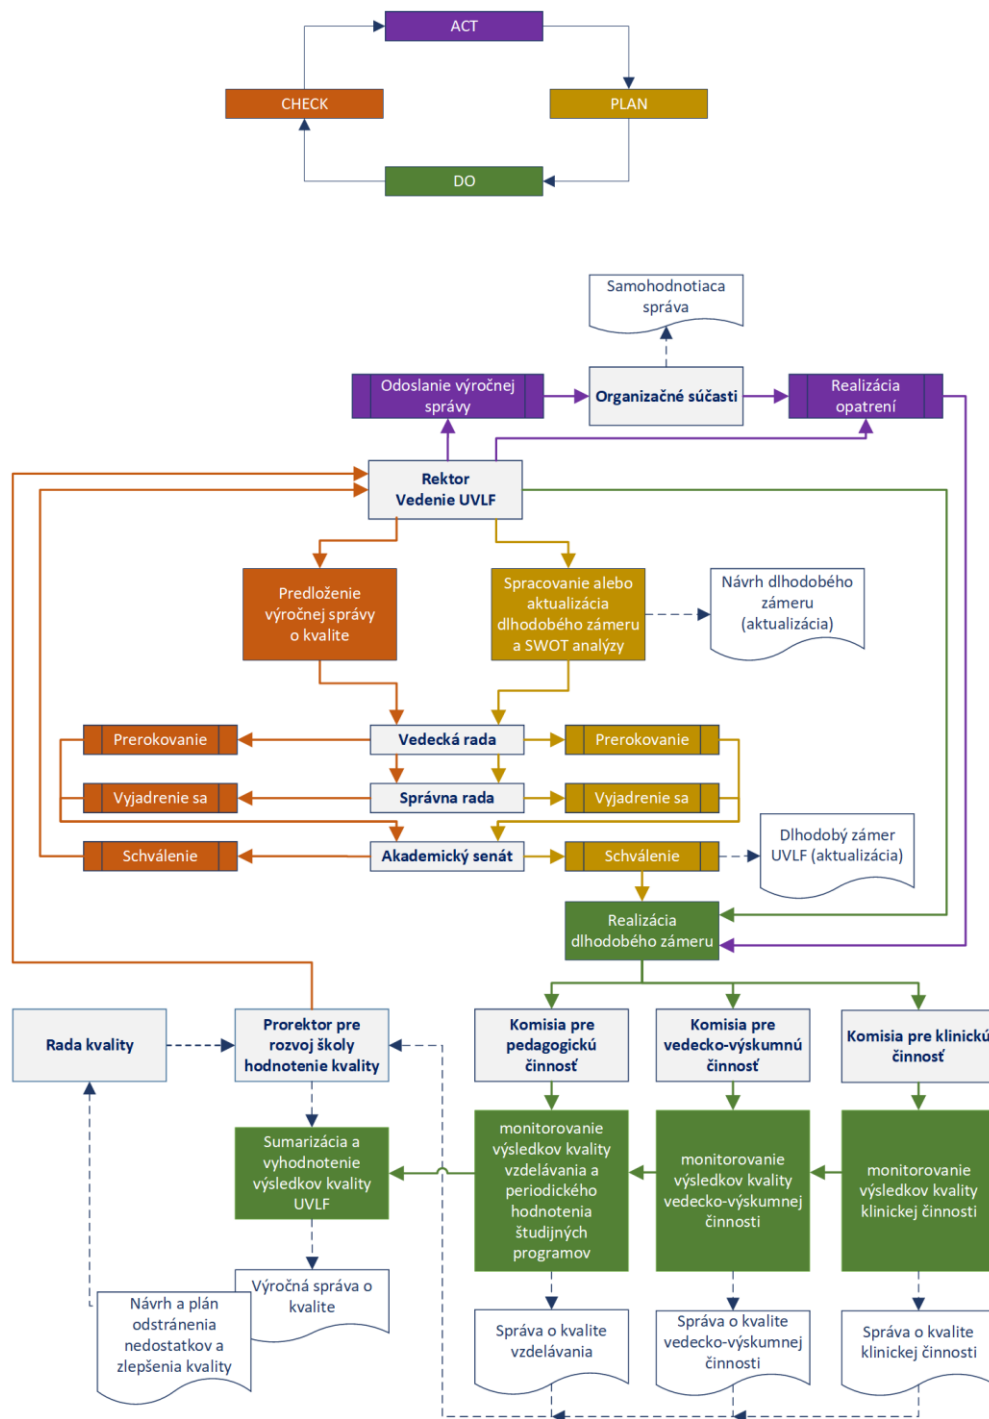 ACT
CHECK
PLAN
DO
Samohodnotiaca
správa
Odoslanie výročnej
správy
Organizačné súčasti
Realizácia
opatrení
Rektor
Vedenie UVLF
Predloženie
výročnej správy
o kvalite
Spracovanie alebo
aktualizácia
dlhodobého zámeru
a SWOT analýzy
Návrh dlhodobého
zámeru
(aktualizácia)
Prerokovanie
Vedecká rada
Prerokovanie
Vyjadrenie sa
Správna rada
Vyjadrenie sa
Schválenie
Akademický senát
Schválenie
Dlhodobý zámer
UVLF (aktualizácia)
Realizácia
dlhodobého zámeru
Rada kvality
Prorektor pre
rozvoj školy
hodnotenie kvality
Komisia pre
pedagogickú
činnosť
Komisia pre
vedecko-výskumnú
činnosť
Komisia pre klinickú
činnosť
Sumarizácia a
vyhodnotenie
výsledkov kvality
UVLF
monitorovanie
výsledkov kvality
vzdelávania a
periodického
hodnotenia
študijných
programov
monitorovanie
výsledkov kvality
vedecko-výskumnej
činnosti
monitorovanie
výsledkov kvality
klinickej činnosti
Výročná správa o
kvalite
Návrh a plán
odstránenia
nedostatkov a
zlepšenia kvality
Správa o kvalite
vzdelávania
Správa o kvalite
vedecko-výskumnej
činnosti
Správa o kvalite
klinickej činnosti